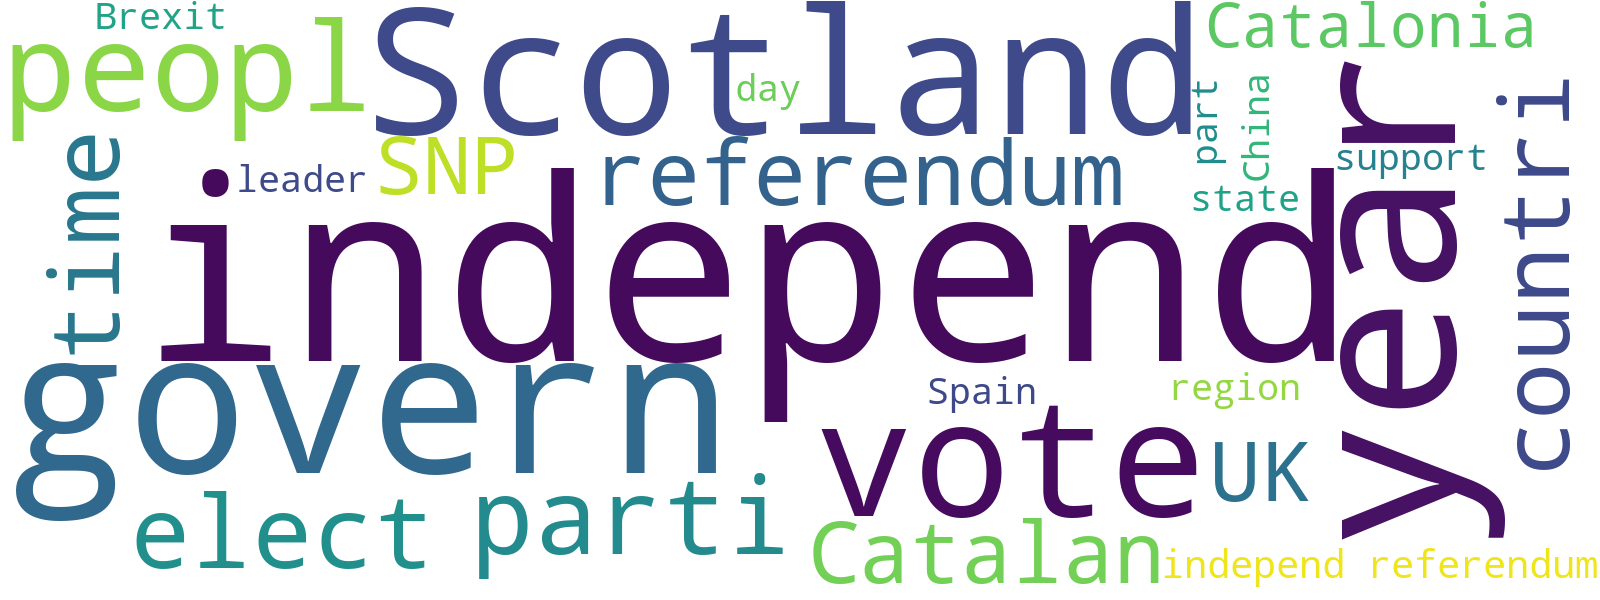 Brexit
peopl
Scotland
Catalonia
day
part
china
year
countri
time
leader
SNP
referendum
support
state
independ
govern
Spain
region
vote
UK
elect
parti
Catalan
independ referendum